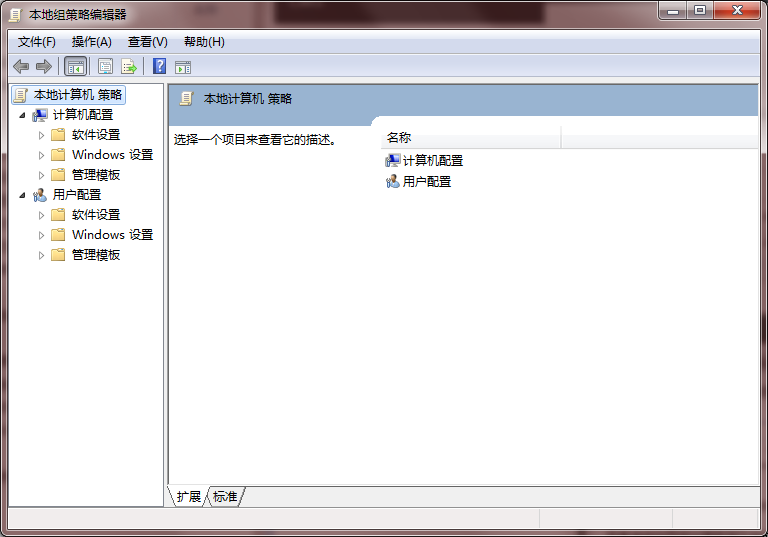 本地组策略编辑器
文件(F) 操作(A) 查看(V) 帮助(H)
本地计算机 策略
计算机配置
软件设置
Windows 设置
管理模板
用户配置
软件设置
Windows 设置
管理模板
本地计算机 策略
选择一个项目来查看它的描述。
名称
计算机配置
用户配置
扩展 标准